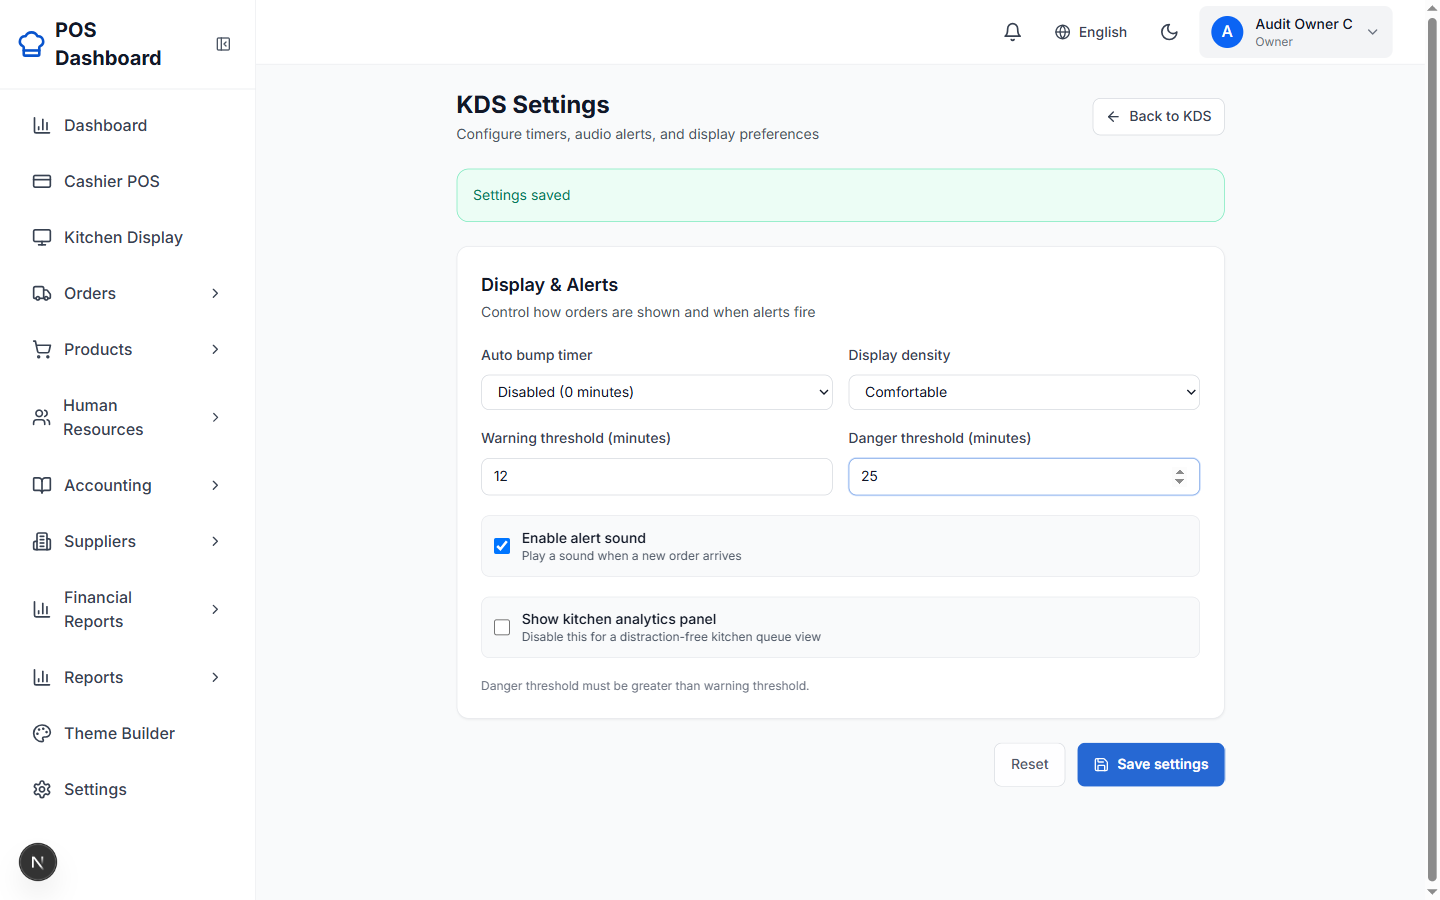 POS
Dashboard
Dashboard
Cashier POS
Kitchen Display
Orders
Products
Human
Resources
Accounting
Suppliers
Financial
Reports
Reports
Theme Builder
Settings
N
English
A
Audit Owner C
Owner
KDS Settings
Configure timers, audio alerts, and display preferences
Back to KDS
Settings saved
Display & Alerts
Control how orders are shown and when alerts fire
Auto bump timer
Display density
Disabled (0 minutes)
Comfortable
Warning threshold (minutes)
Danger threshold (minutes)
12
25
Enable alert sound
Play a sound when a new order arrives
Show kitchen analytics panel
Disable this for a distraction-free kitchen queue view
Danger threshold must be greater than warning threshold.
Reset
Save settings